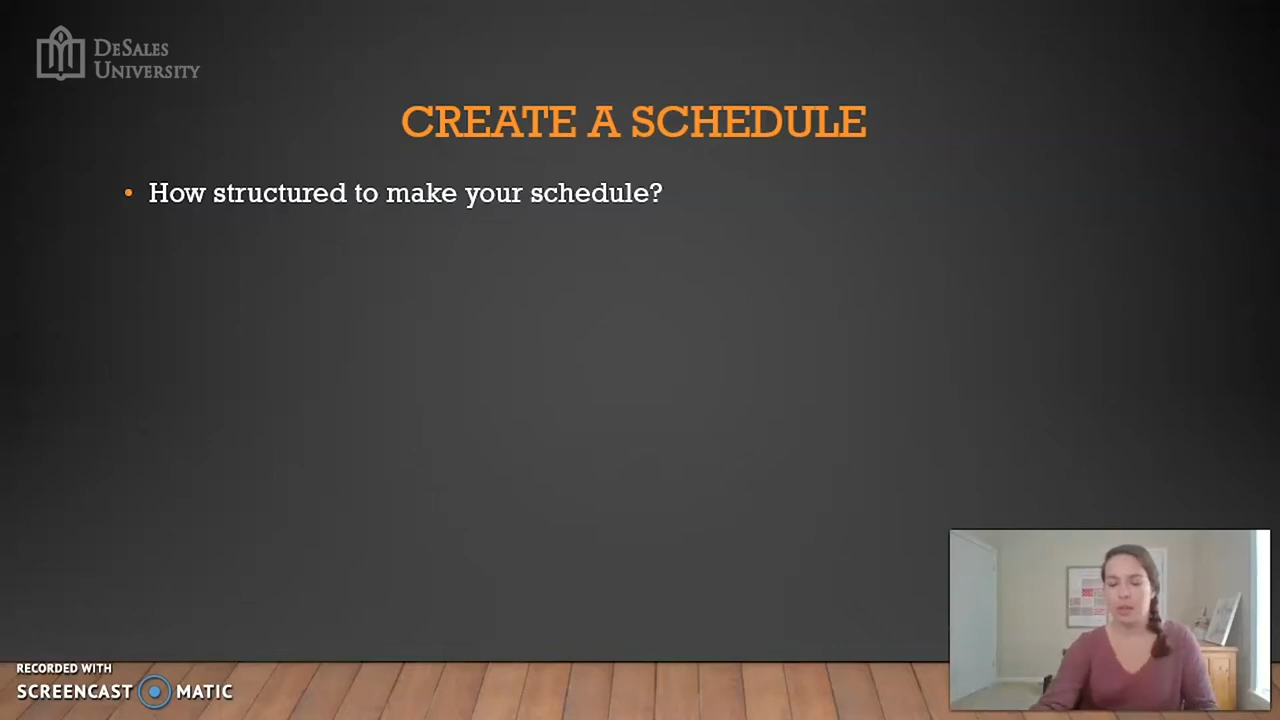 DeSales
University
CREATE A SCHEDULE
• How structured to make your schedule?
RECORDED WITH
SCREENCAST MATIC